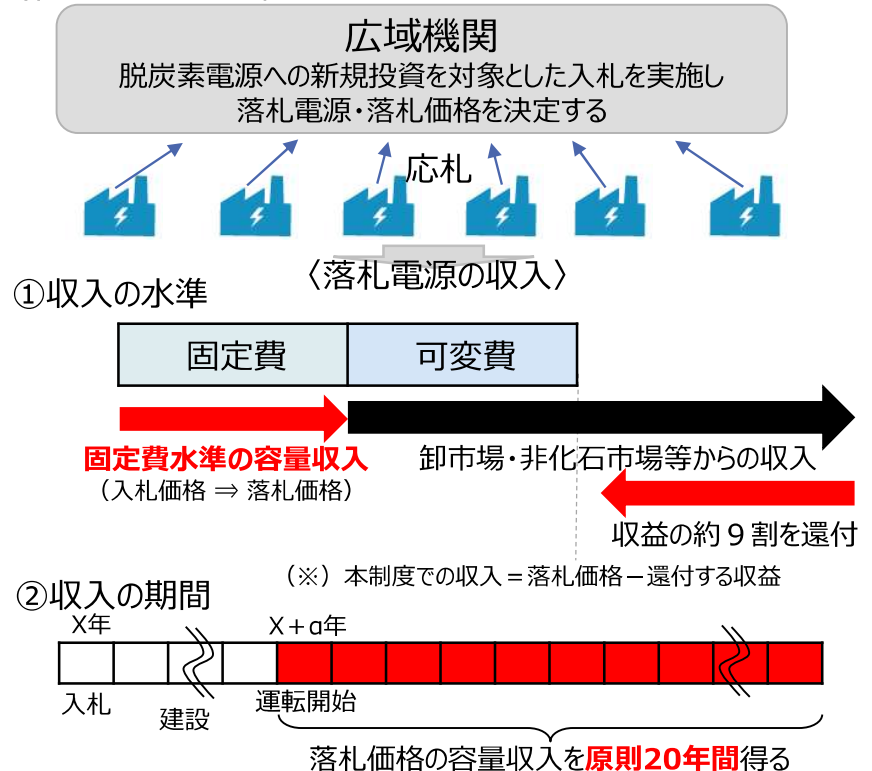 広域機関
脱炭素電源への新規投資を対象とした入札を実施し
落札電源・落札価格を決定する
応札
〈落札電源の収入〉
①収入の水準
固定費 可変費
固定費水準の容量収入
（入札価格 ⇒ 落札価格）
卸市場・非化石市場等からの収入
収益の約９割を還付
（※）本制度での収入＝落札価格－還付する収益
②収入の期間
X年 X＋α年
入札 建設 運転開始
落札価格の容量収入を原則20年間得る